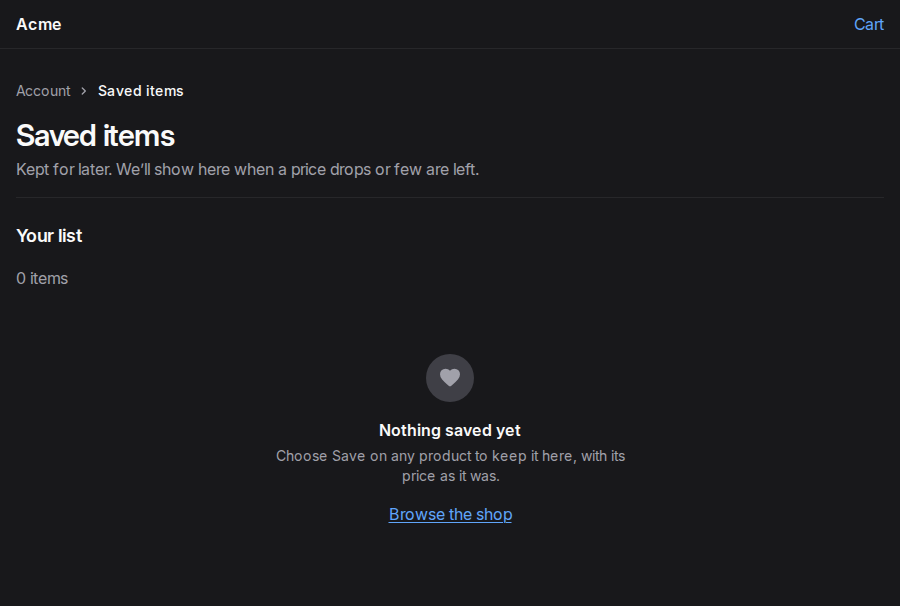 Acme
Cart
Account > Saved items
Saved items
Kept for later. We’ll show here when a price drops or few are left.
Your list
0 items
Nothing saved yet
Choose Save on any product to keep it here, with its
price as it was.
Browse the shop